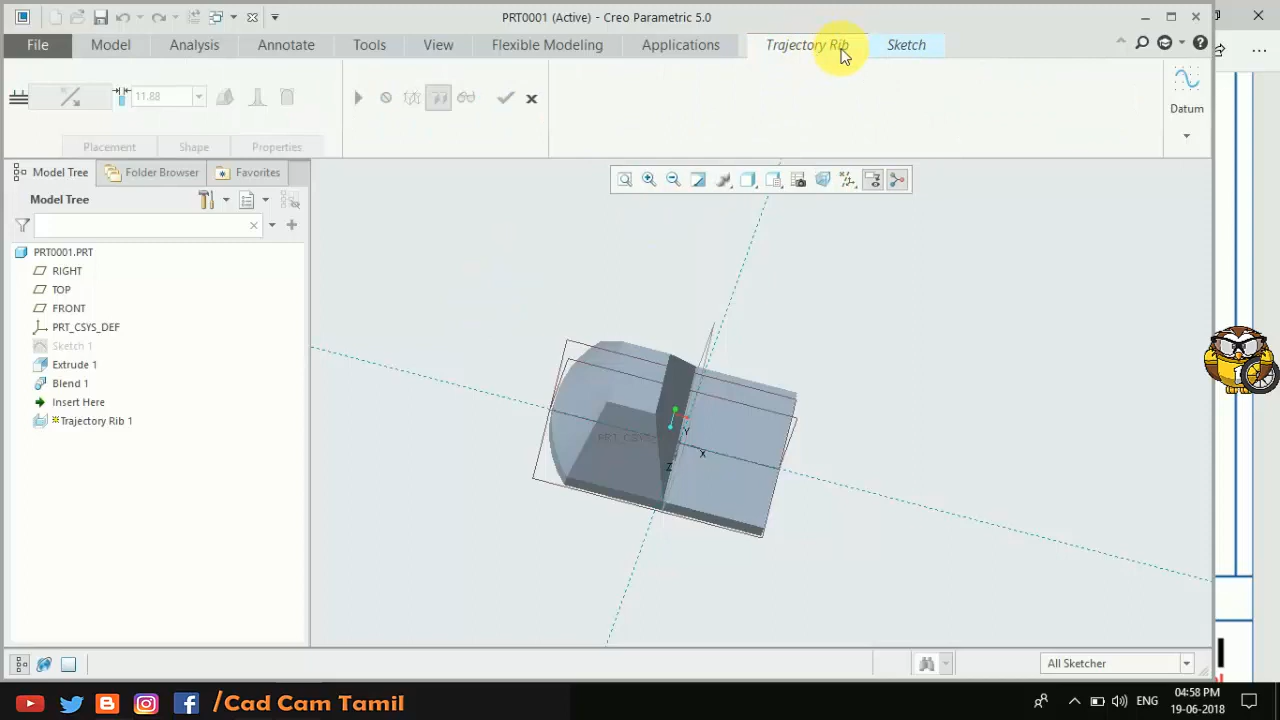 PRT0001 (Active) - Creo Parametric 5.0
File Model Analysis Annotate Tools View Flexible Modeling Applications Trajectory Rib Sketch
11.88
Datum
Placement Shape Properties
Model Tree Folder Browser Favorites
Model Tree
PRT0001.PRT
RIGHT
TOP
FRONT
PRT_CSYS_DEF
Sketch 1
Extrude 1
Blend 1
Insert Here
Trajectory Rib 1
Y
X
Z
All Sketcher
/Cad Cam Tamil
ENG
04:58 PM
19-06-2018